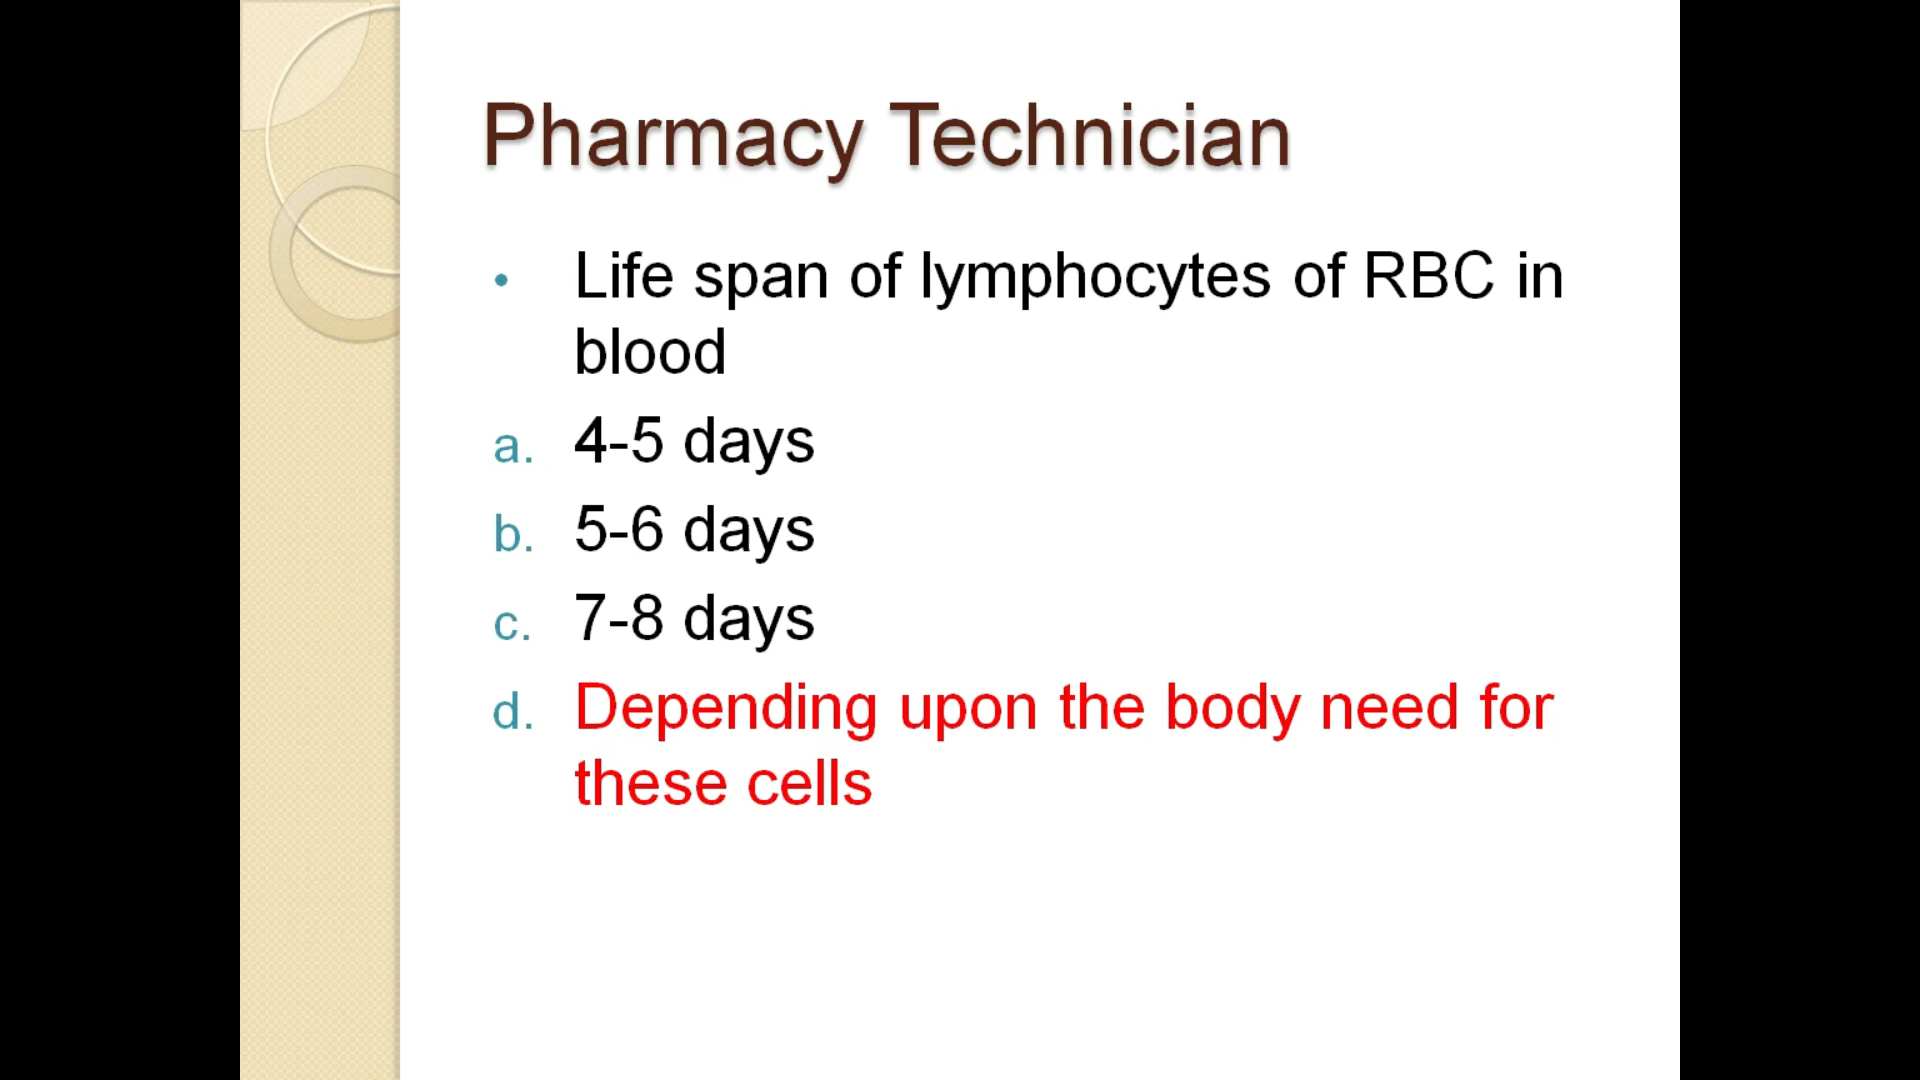 Pharmacy Technician
• Life span of lymphocytes of RBC in
blood
a. 4-5 days
b. 5-6 days
c. 7-8 days
d. Depending upon the body need for
these cells